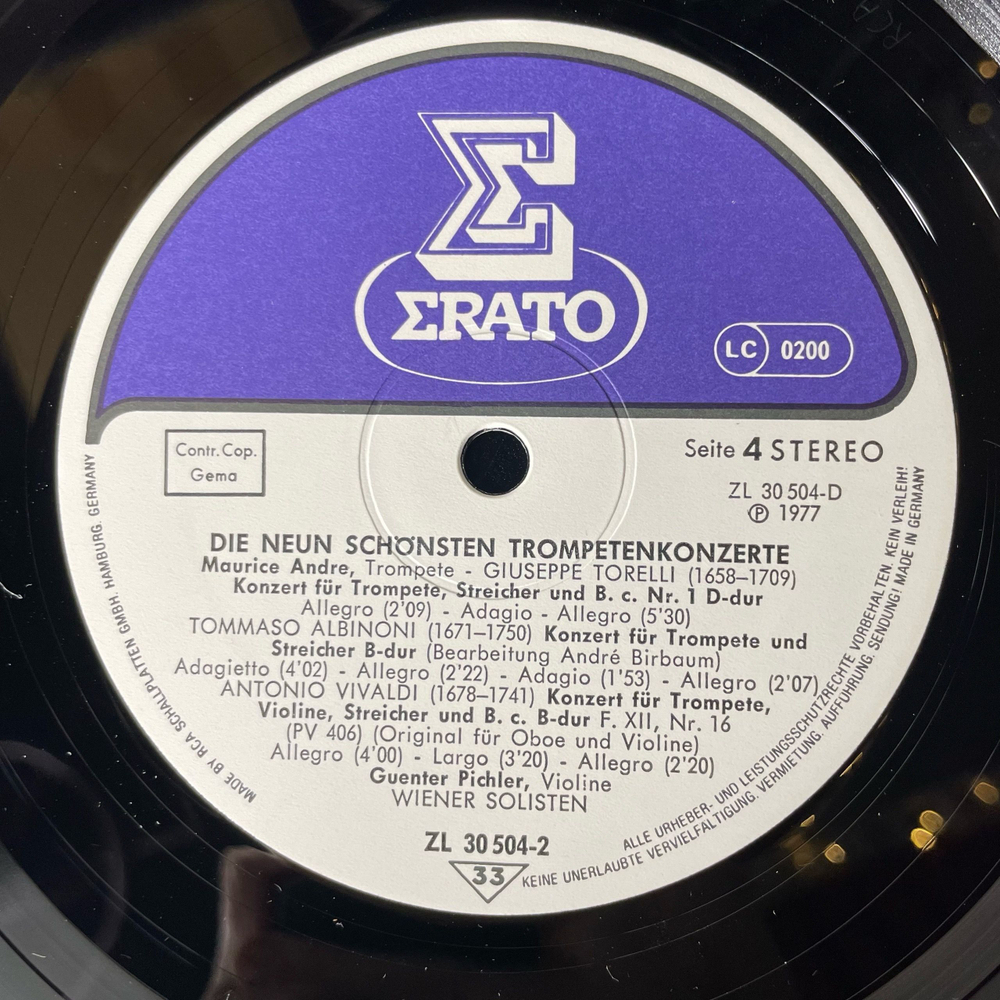 Σ
ΣRATO
LC 0200
Contr. Cop.
Gema
Seite 4 STEREO
ZL 30 504-D
℗ 1977
DIE NEUN SCHÖNSTEN TROMPETENKONZERTE
Maurice Andre, Trompete - GIUSEPPE TORELLI (1658–1709)
Konzert für Trompete, Streicher und B. c. Nr. 1 D-dur
Allegro (2'09) - Adagio - Allegro (5'30)
TOMMASO ALBINONI (1671–1750) Konzert für Trompete und
Streicher B-dur (Bearbeitung André Birbaum)
Adagietto (4'02) - Allegro (2'22) - Adagio (1'53) - Allegro (2'07)
ANTONIO VIVALDI (1678–1741) Konzert für Trompete,
Violine, Streicher und B. c. B-dur F. XII, Nr. 16
(PV 406) (Original für Oboe und Violine)
Allegro (4'00) - Largo (3'20) - Allegro (2'20)
Guenter Pichler, Violine
WIENER SOLISTEN
ZL 30 504-2
33
MADE BY RCA SCHALLPLATTEN GMBH. HAMBURG. GERMANY
ALLE URHEBER- UND LEISTUNGSSCHUTZRECHTE VORBEHALTEN. KEIN VERLEIH!
KEINE UNERLAUBTE VERVIELFÄLTIGUNG. VERMIETUNG. AUFFÜHRUNG. SENDUNG! MADE IN GERMANY
RCA